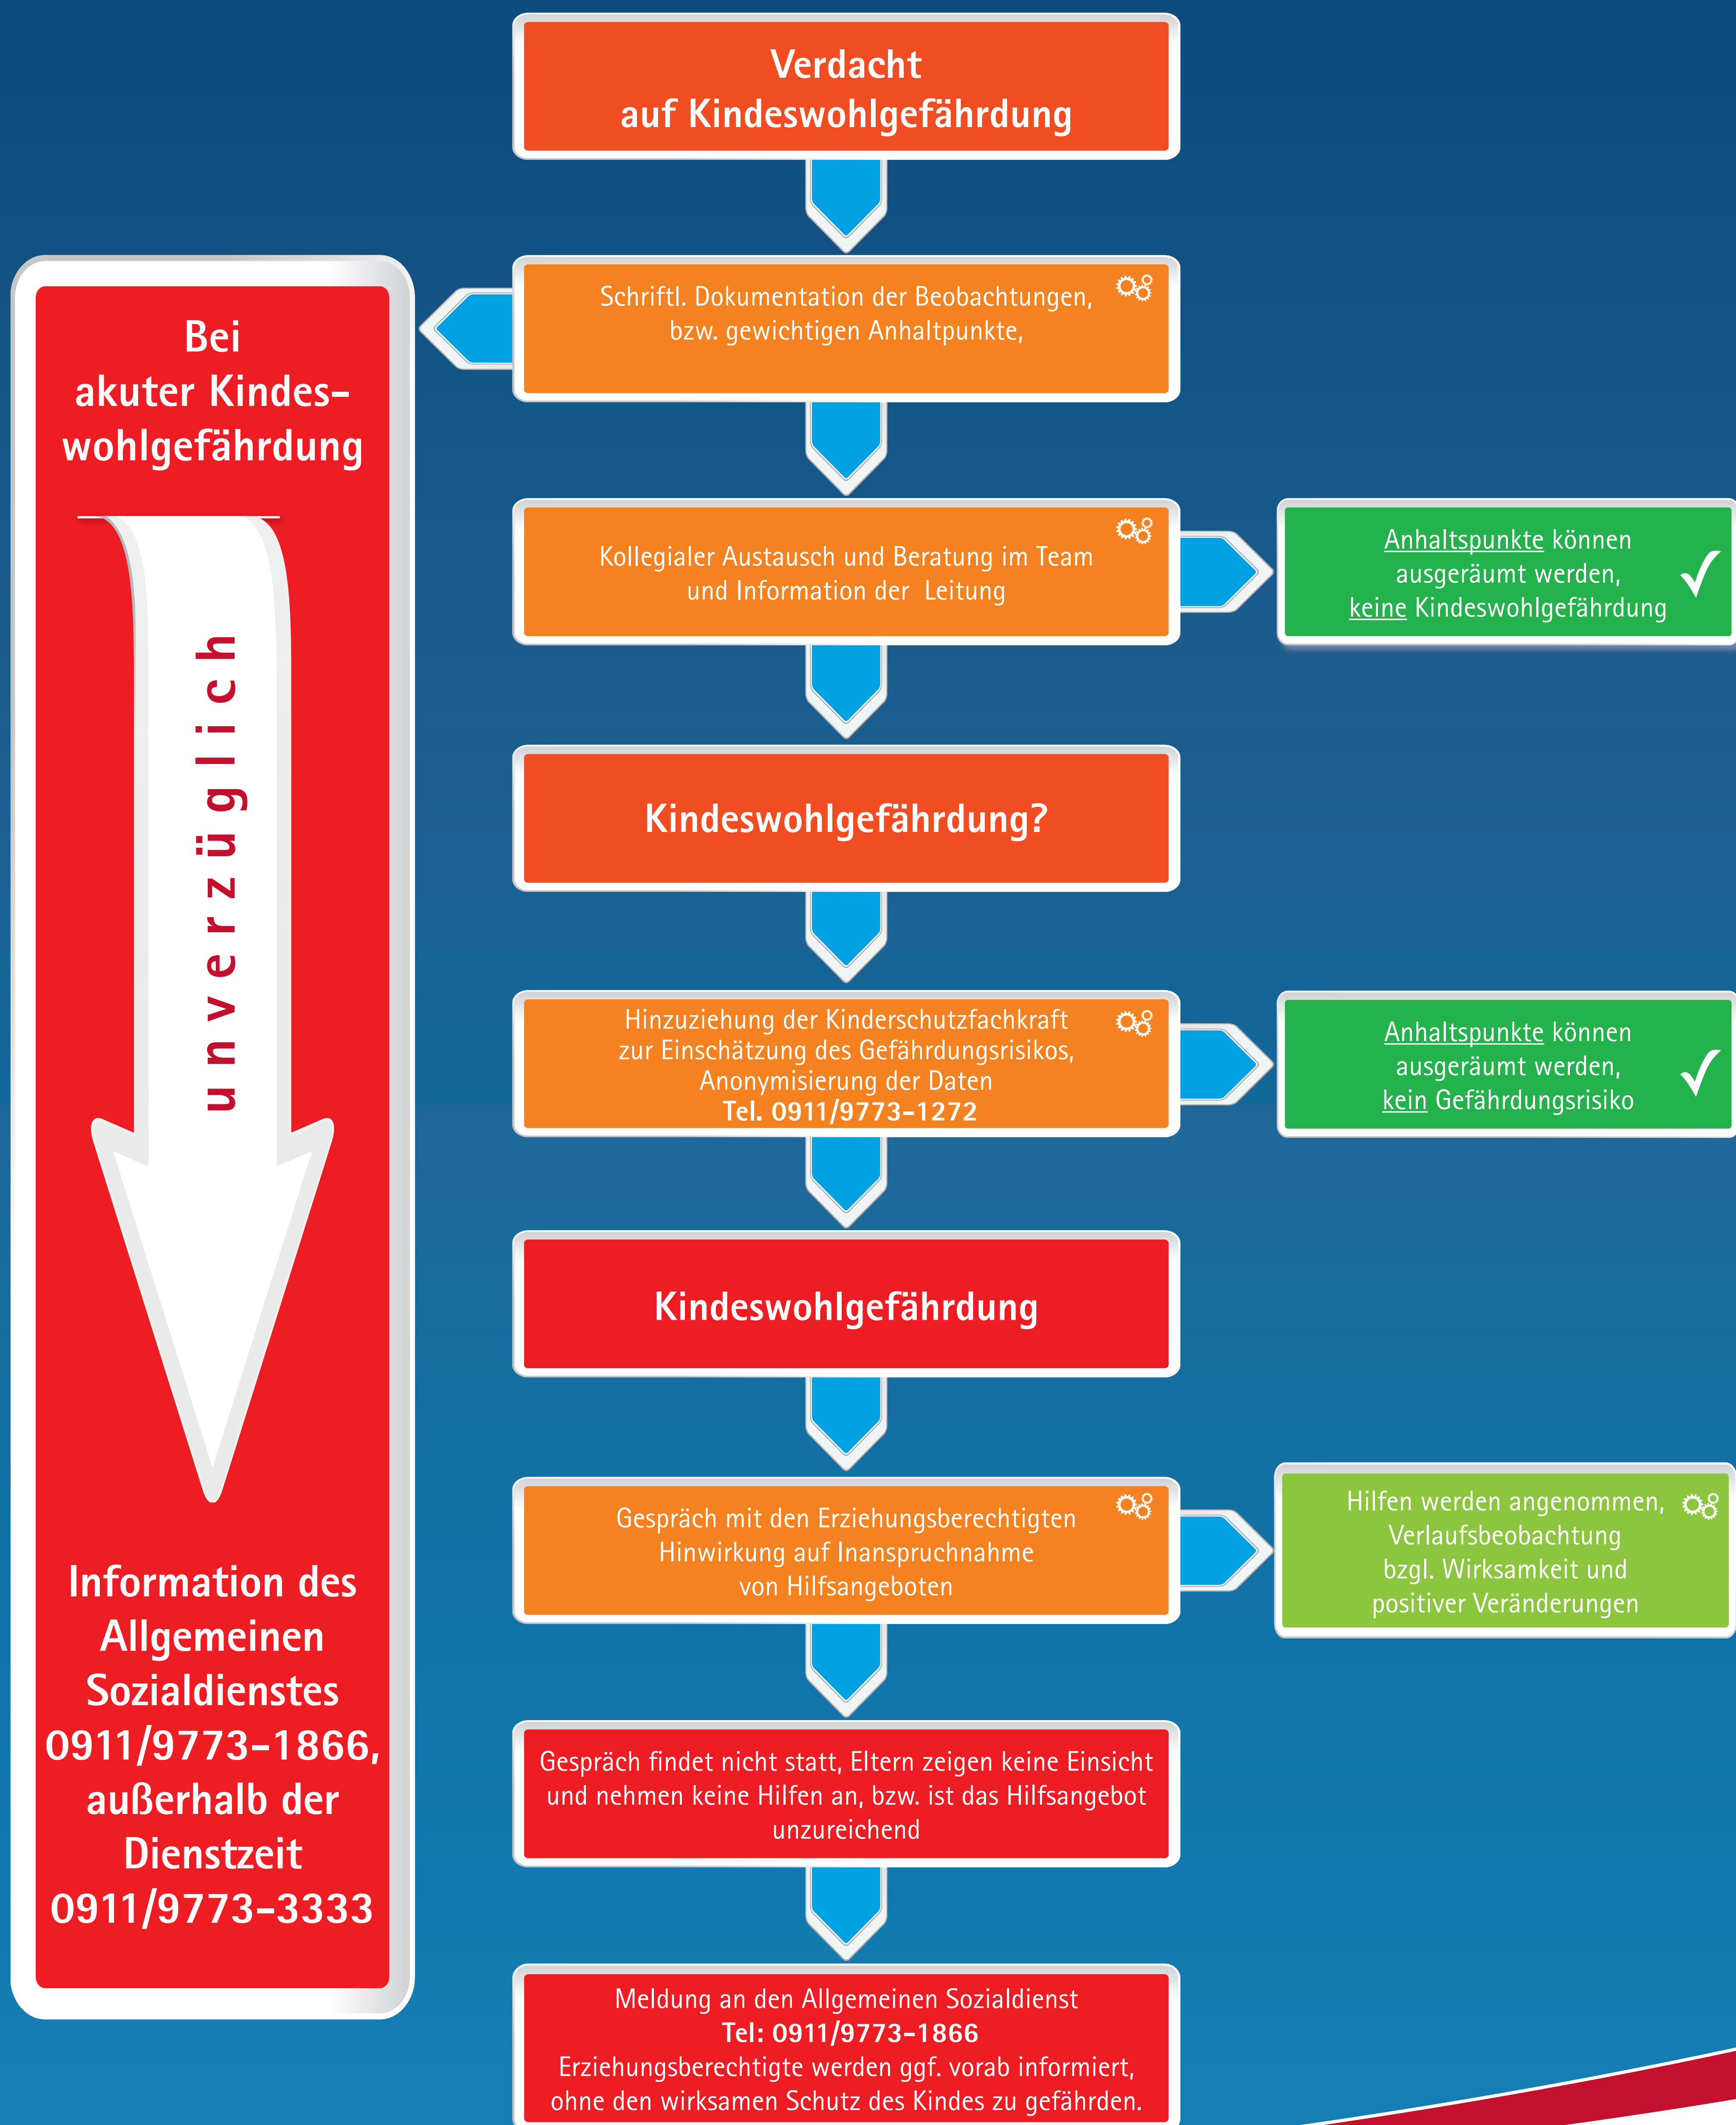 Verdacht
auf Kindeswohlgefährdung
Schriftl. Dokumentation der Beobachtungen,
bzw. gewichtigen Anhaltpunkte,
Bei
akuter Kindes-
wohlgefährdung
unverzüglich
Information des
Allgemeinen
Sozialdienstes
0911/9773-1866,
außerhalb der
Dienstzeit
0911/9773-3333
Kollegialer Austausch und Beratung im Team
und Information der Leitung
Anhaltspunkte können
ausgeräumt werden,
keine Kindeswohlgefährdung
Kindeswohlgefährdung?
Hinzuziehung der Kinderschutzfachkraft
zur Einschätzung des Gefährdungsrisikos,
Anonymisierung der Daten
Tel. 0911/9773-1272
Anhaltspunkte können
ausgeräumt werden,
kein Gefährdungsrisiko
Kindeswohlgefährdung
Gespräch mit den Erziehungsberechtigten
Hinwirkung auf Inanspruchnahme
von Hilfsangeboten
Hilfen werden angenommen,
Verlaufsbeobachtung
bzgl. Wirksamkeit und
positiver Veränderungen
Gespräch findet nicht statt, Eltern zeigen keine Einsicht
und nehmen keine Hilfen an, bzw. ist das Hilfsangebot
unzureichend
Meldung an den Allgemeinen Sozialdienst
Tel: 0911/9773-1866
Erziehungsberechtigte werden ggf. vorab informiert,
ohne den wirksamen Schutz des Kindes zu gefährden.